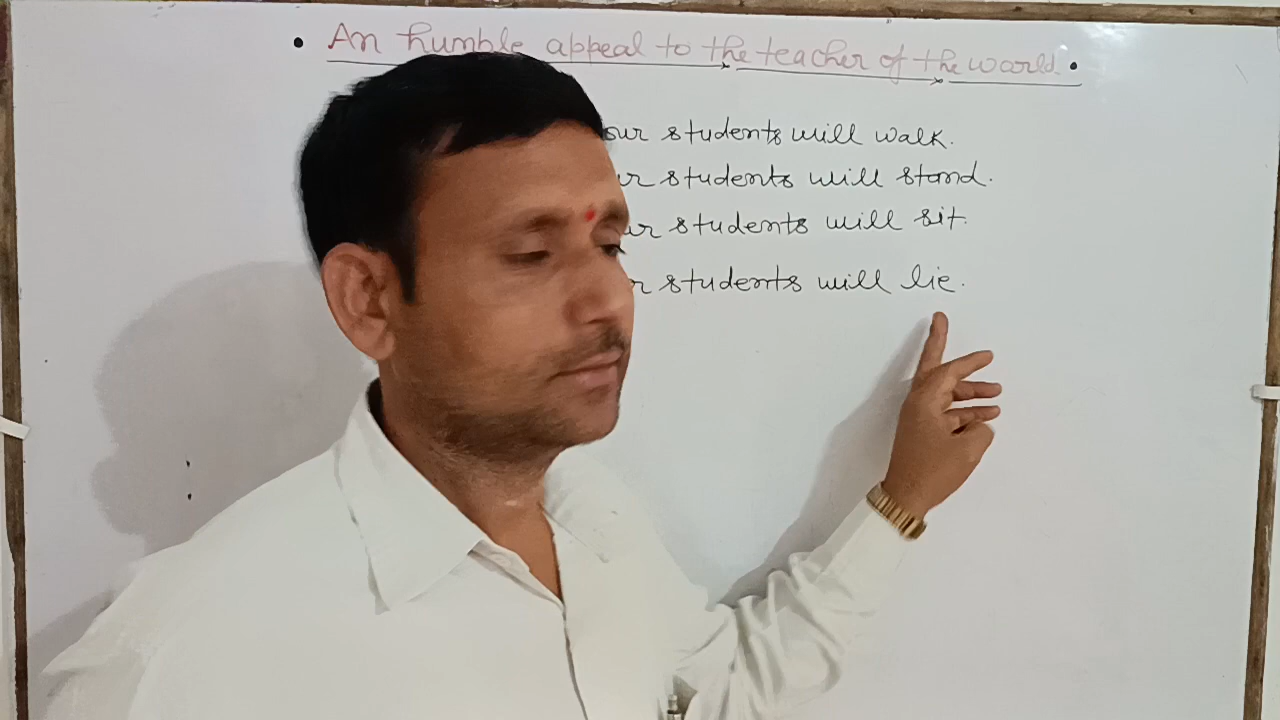 • An humble appeal to the teacher of the world •
students will walk.
students will stand.
students will sit.
students will lie.